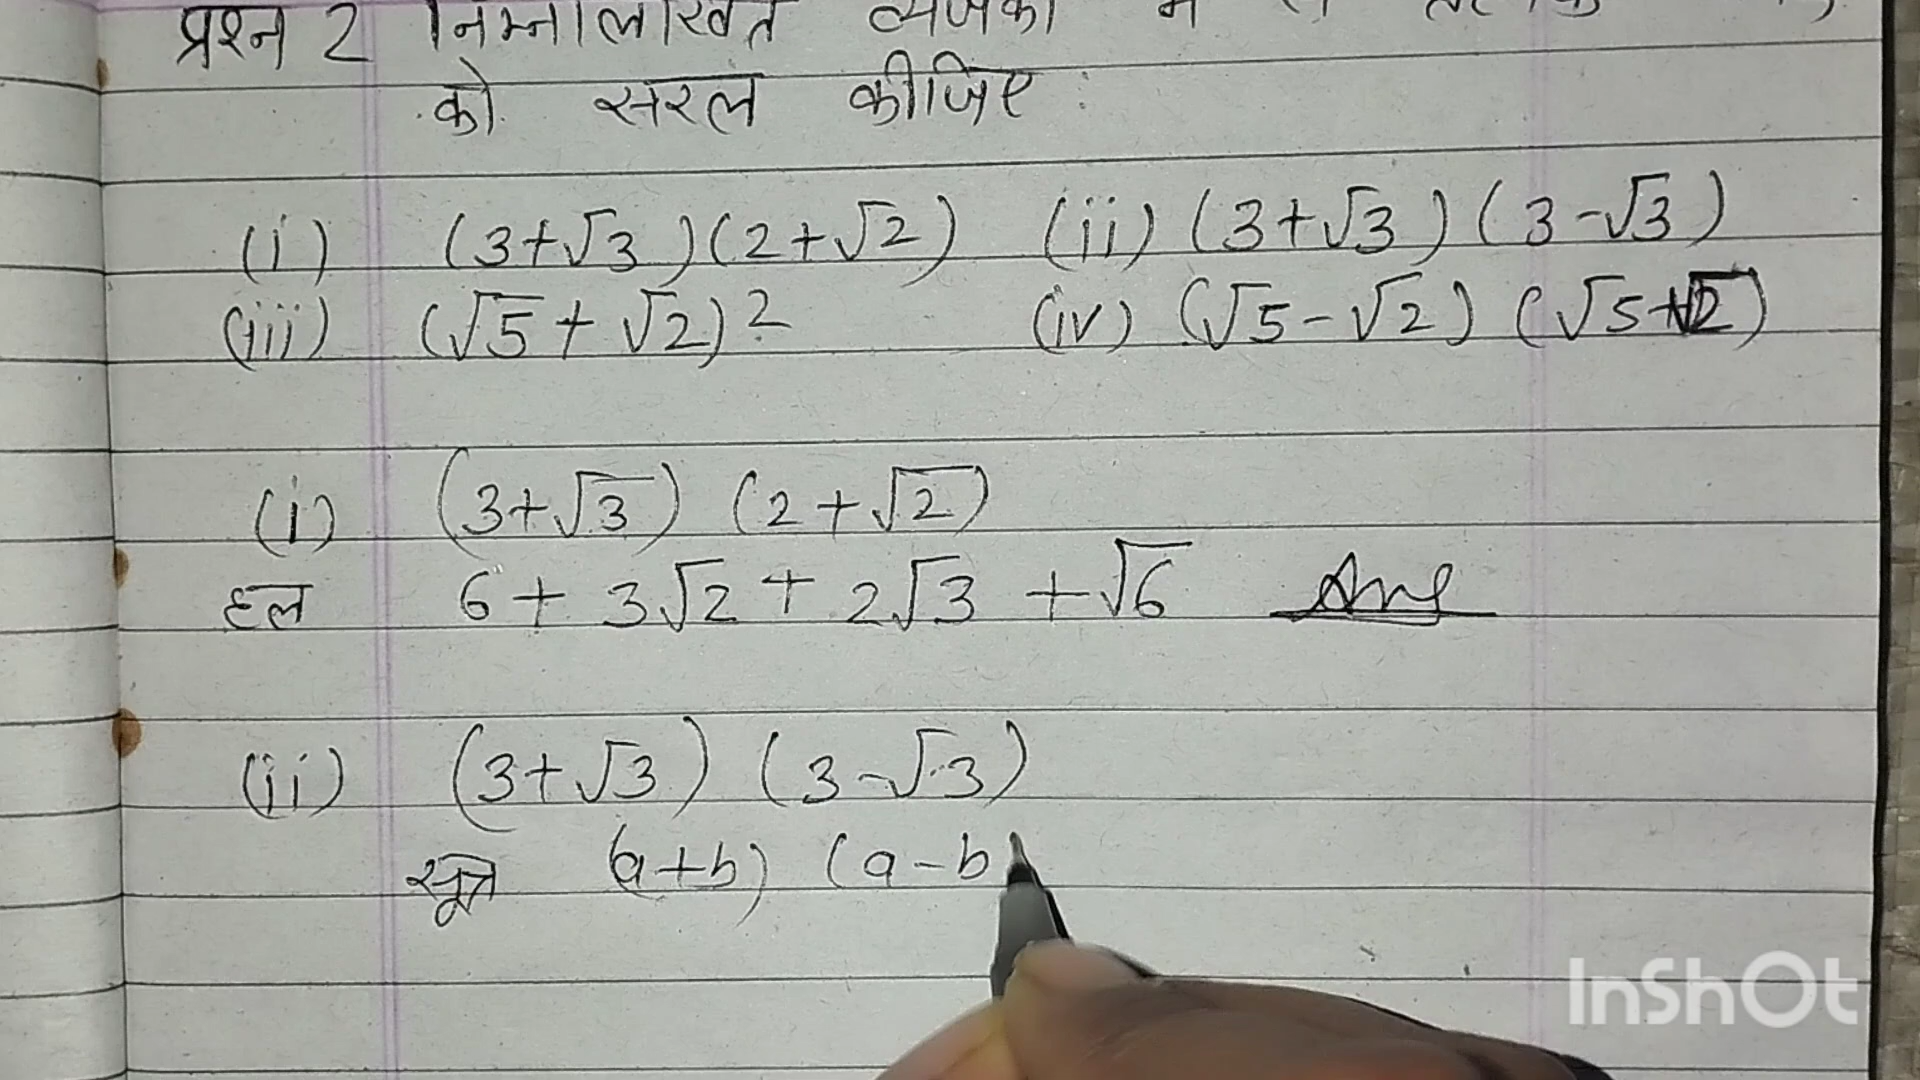 प्रश्न 2 निम्नलिखित व्यंजकों में से
को सरल कीजिए :
(i) (3+√3)(2+√2) (ii) (3+√3)(3-√3)
(iii) (√5+√2)² (iv) (√5-√2)(√5+√2)
(i) (3+√3) (2+√2)
हल 6+3√2+2√3+√6 Ans
(ii) (3+√3) (3-√3)
सूत्र (a+b) (a-b
InShOt